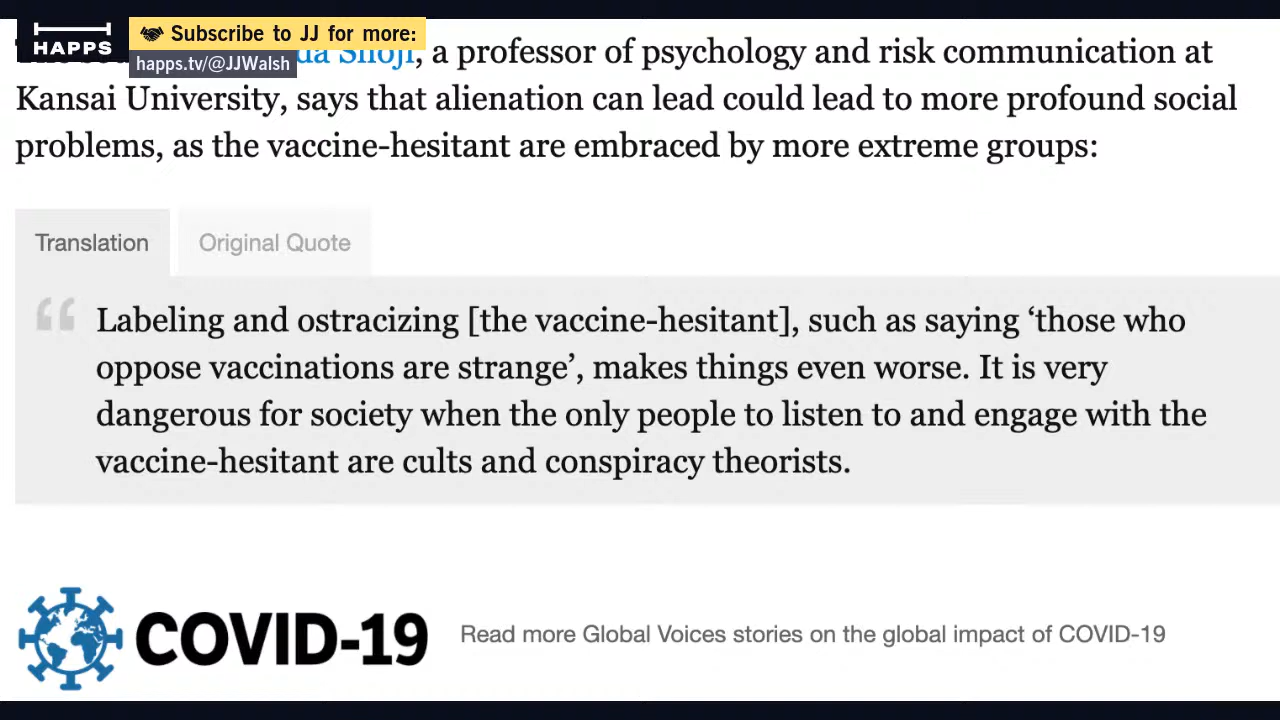 HAPPS
Subscribe to JJ for more:
happs.tv/@JJWalsh
Shoji, a professor of psychology and risk communication at
Kansai University, says that alienation can lead could lead to more profound social
problems, as the vaccine-hesitant are embraced by more extreme groups:
Translation
Original Quote
“ Labeling and ostracizing [the vaccine-hesitant], such as saying ‘those who
oppose vaccinations are strange’, makes things even worse. It is very
dangerous for society when the only people to listen to and engage with the
vaccine-hesitant are cults and conspiracy theorists.
COVID-19
Read more Global Voices stories on the global impact of COVID-19